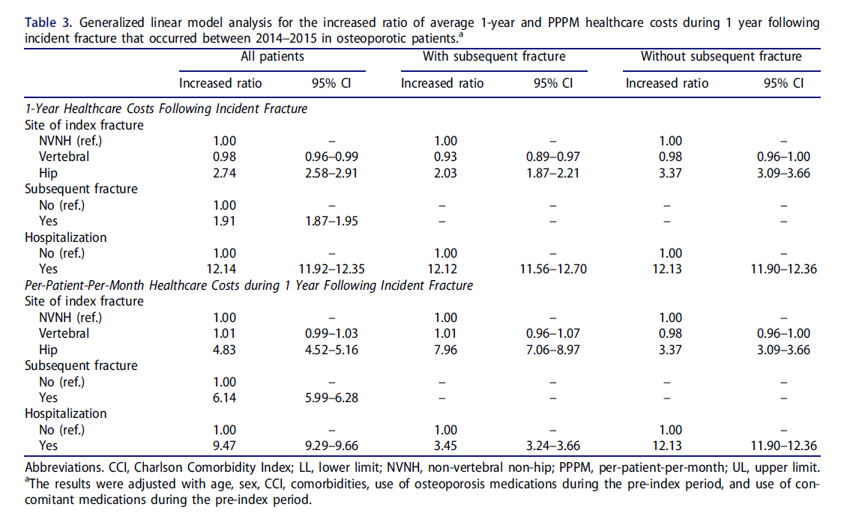 Table 3. Generalized linear model analysis for the increased ratio of average 1-year and PPPM healthcare costs during 1 year following
incident fracture that occurred between 2014–2015 in osteoporotic patients.a
All patients With subsequent fracture Without subsequent fracture
Increased ratio 95% CI Increased ratio 95% CI Increased ratio 95% CI
1-Year Healthcare Costs Following Incident Fracture
Site of index fracture
NVNH (ref.) 1.00 – 1.00 – 1.00 –
Vertebral 0.98 0.96–0.99 0.93 0.89–0.97 0.98 0.96–1.00
Hip 2.74 2.58–2.91 2.03 1.87–2.21 3.37 3.09–3.66
Subsequent fracture
No (ref.) 1.00 – – – – –
Yes 1.91 1.87–1.95 – – – –
Hospitalization
No (ref.) 1.00 – 1.00 – 1.00 –
Yes 12.14 11.92–12.35 12.12 11.56–12.70 12.13 11.90–12.36
Per-Patient-Per-Month Healthcare Costs during 1 Year Following Incident Fracture
Site of index fracture
NVNH (ref.) 1.00 – 1.00 – 1.00 –
Vertebral 1.01 0.99–1.03 1.01 0.96–1.07 0.98 0.96–1.00
Hip 4.83 4.52–5.16 7.96 7.06–8.97 3.37 3.09–3.66
Subsequent fracture
No (ref.) 1.00 – – – – –
Yes 6.14 5.99–6.28 – – – –
Hospitalization
No (ref.) 1.00 – 1.00 – 1.00 –
Yes 9.47 9.29–9.66 3.45 3.24–3.66 12.13 11.90–12.36
Abbreviations. CCI, Charlson Comorbidity Index; LL, lower limit; NVNH, non-vertebral non-hip; PPPM, per-patient-per-month; UL, upper limit.
aThe results were adjusted with age, sex, CCI, comorbidities, use of osteoporosis medications during the pre-index period, and use of con-
comitant medications during the pre-index period.